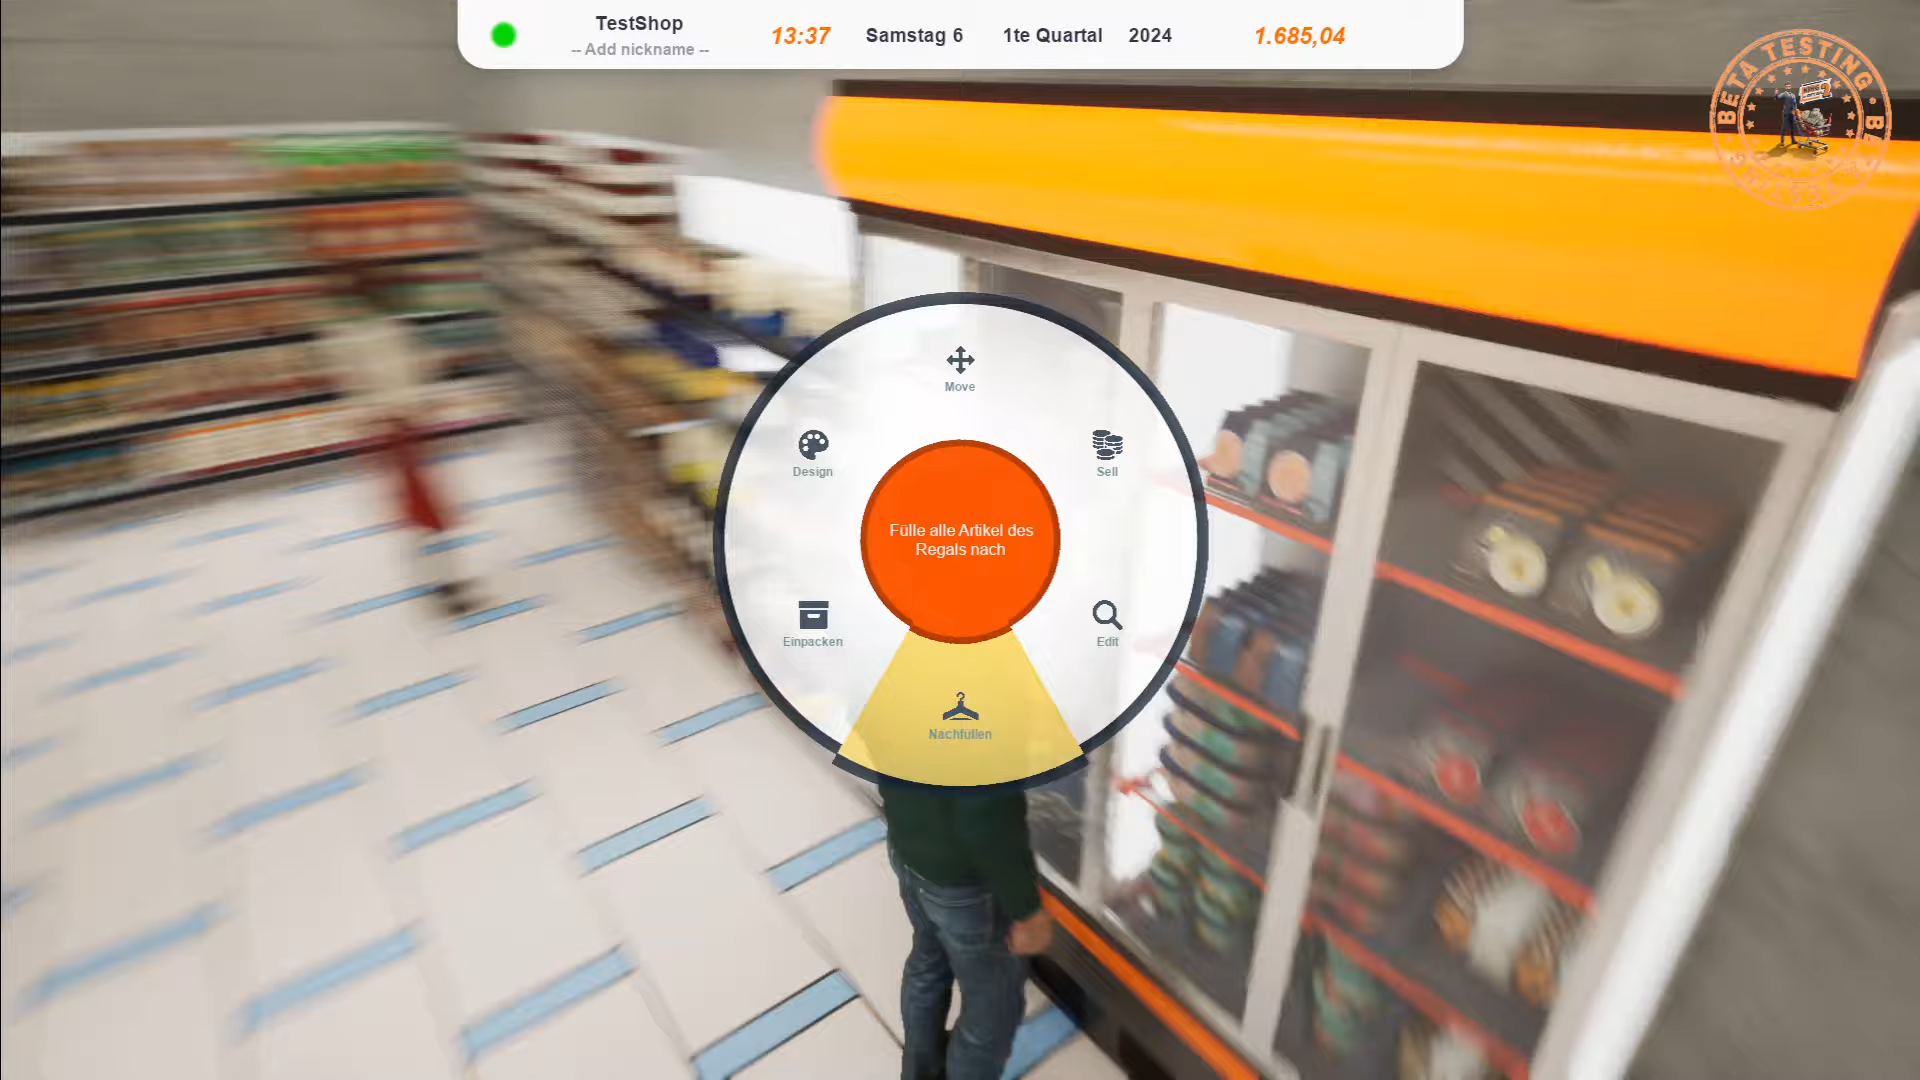 TestShop
-- Add nickname --
13:37
Samstag 6
1te Quartal
2024
1.685,04
BETA TESTING
Move
Design
Sell
Fülle alle Artikel des
Regals nach
Einpacken
Edit
Nachfüllen